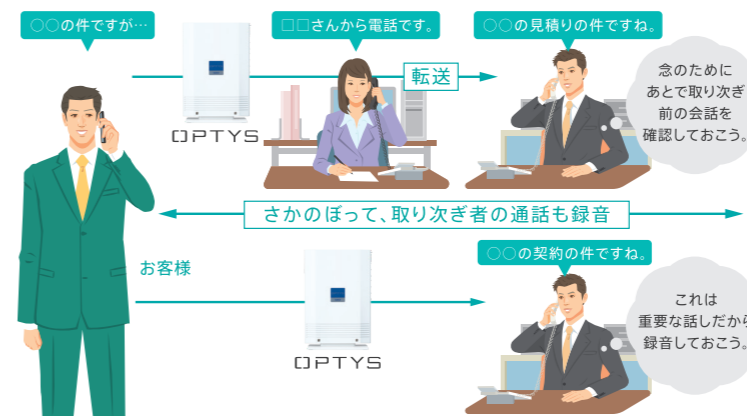 ○○の件ですが…
□□さんから電話です。
○○の見積りの件ですね。
転送
念のために
あとで取り次ぎ
前の会話を
確認しておこう。
OPTYS
さかのぼって、取り次ぎ者の通話も録音
○○の契約の件ですね。
お客様
これは
重要な話しだから
録音しておこう。
OPTYS